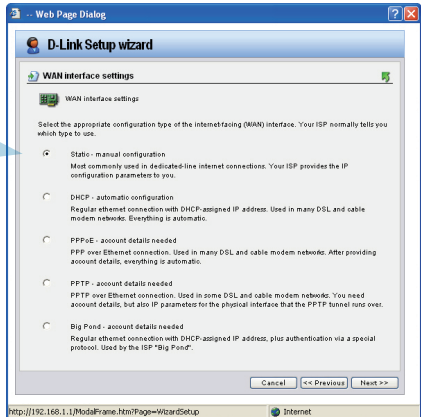 -- Web Page Dialog
D-Link Setup wizard
WAN interface settings
WAN interface settings
Select the appropriate configuration type of the internet-facing (WAN) interface. Your ISP normally tells you
which type to use.
Static - manual configuration
Most commonly used in dedicated-line internet connections. Your ISP provides the IP
configuration parameters to you.
DHCP - automatic configuration
Regular ethernet connection with DHCP-assigned IP address. Used in many DSL and cable
modem networks. Everything is automatic.
PPPoE - account details needed
PPP over Ethernet connection. Used in many DSL and cable modem networks. After providing
account details, everything is automatic.
PPTP - account details needed
PPTP over Ethernet connection. Used in some DSL and cable modem networks. You need
account details, but also IP parameters for the physical interface that the PPTP tunnel runs over.
Big Pond - account details needed
Regular ethernet connection with DHCP-assigned IP address, plus authentication via a special
protocol. Used by the ISP "Big Pond".
Cancel << Previous Next >>
http://192.168.1.1/ModalFrame.htm?Page=WizardSetup Internet